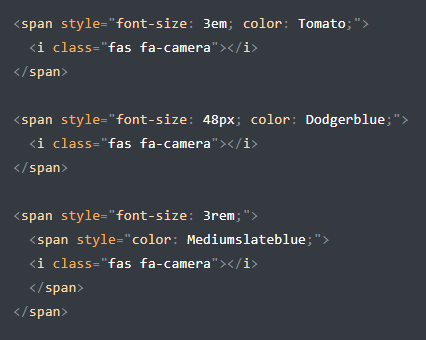 <span style="font-size: 3em; color: Tomato;">
<i class="fas fa-camera"></i>
</span>
<span style="font-size: 48px; color: Dodgerblue;">
<i class="fas fa-camera"></i>
</span>
<span style="font-size: 3rem;">
<span style="color: Mediumslateblue;">
<i class="fas fa-camera"></i>
</span>
</span>